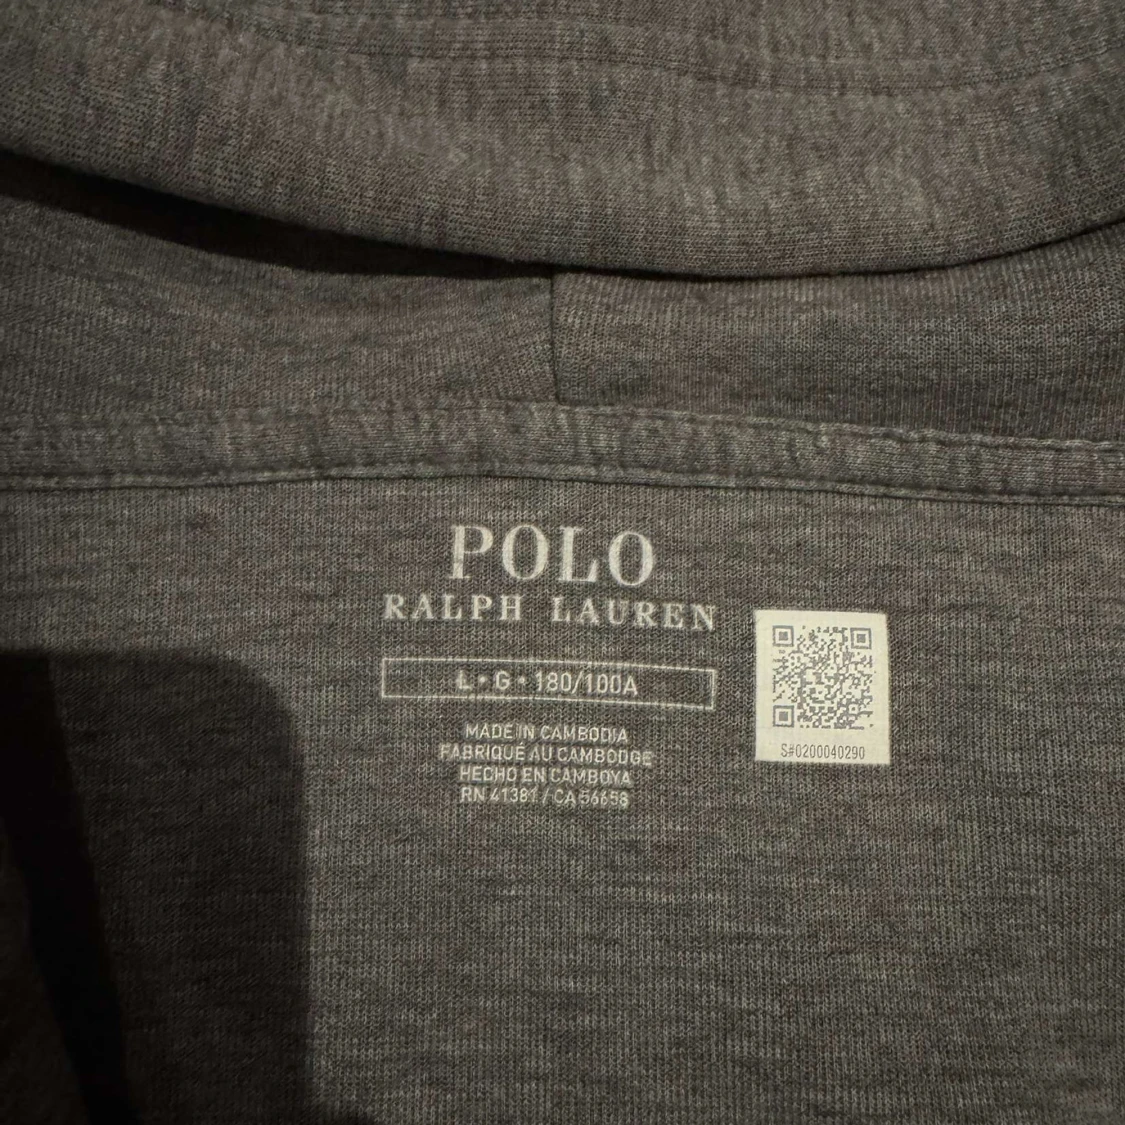 POLO
RALPH LAUREN
L • G • 180/100A
MADE IN CAMBODIA
FABRIQUÉ AU CAMBODGE
HECHO EN CAMBOYA
RN 41381 / CA 56658
S#0200040290